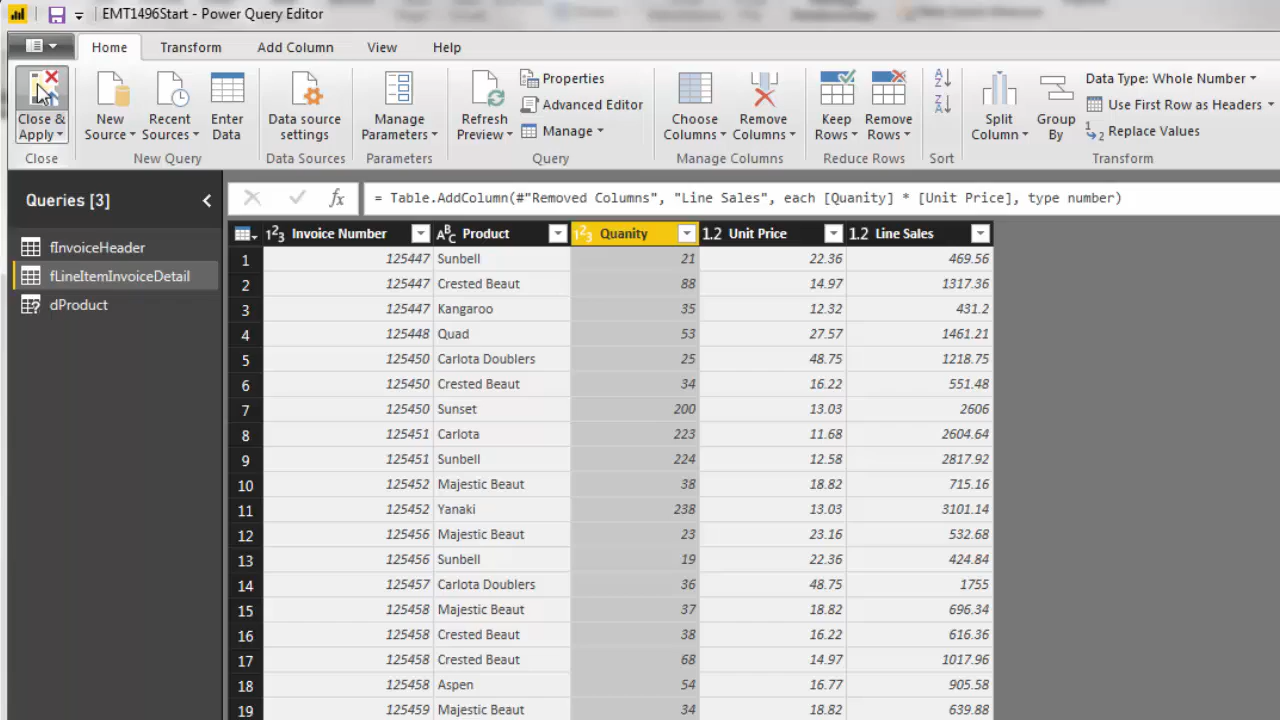 EMT1496Start - Power Query Editor
Home Transform Add Column View Help
Close & Apply
New Source
Recent Sources
Enter Data
Data source settings
Manage Parameters
Refresh Preview
Properties
Advanced Editor
Manage
Choose Columns
Remove Columns
Keep Rows
Remove Rows
Split Column
Group By
Data Type: Whole Number
Use First Row as Headers
Replace Values
Close New Query Data Sources Parameters Query Manage Columns Reduce Rows Sort Transform
Queries [3]
fInvoiceHeader
fLineItemInvoiceDetail
dProduct
fx = Table.AddColumn(#"Removed Columns", "Line Sales", each [Quanity] * [Unit Price], type number)
123 Invoice Number ABC Product 123 Quanity 1.2 Unit Price 1.2 Line Sales
1 125447 Sunbell 21 22.36 469.56
2 125447 Crested Beaut 88 14.97 1317.36
3 125447 Kangaroo 35 12.32 431.2
4 125448 Quad 53 27.57 1461.21
5 125450 Carlota Doublers 25 48.75 1218.75
6 125450 Crested Beaut 34 16.22 551.48
7 125450 Sunset 200 13.03 2606
8 125451 Carlota 223 11.68 2604.64
9 125451 Sunbell 224 12.58 2817.92
10 125452 Majestic Beaut 38 18.82 715.16
11 125452 Yanaki 238 13.03 3101.14
12 125456 Majestic Beaut 23 23.16 532.68
13 125456 Sunbell 19 22.36 424.84
14 125457 Carlota Doublers 36 48.75 1755
15 125458 Majestic Beaut 37 18.82 696.34
16 125458 Crested Beaut 38 16.22 616.36
17 125458 Crested Beaut 68 14.97 1017.96
18 125458 Aspen 54 16.77 905.58
19 125459 Majestic Beaut 34 18.82 639.88